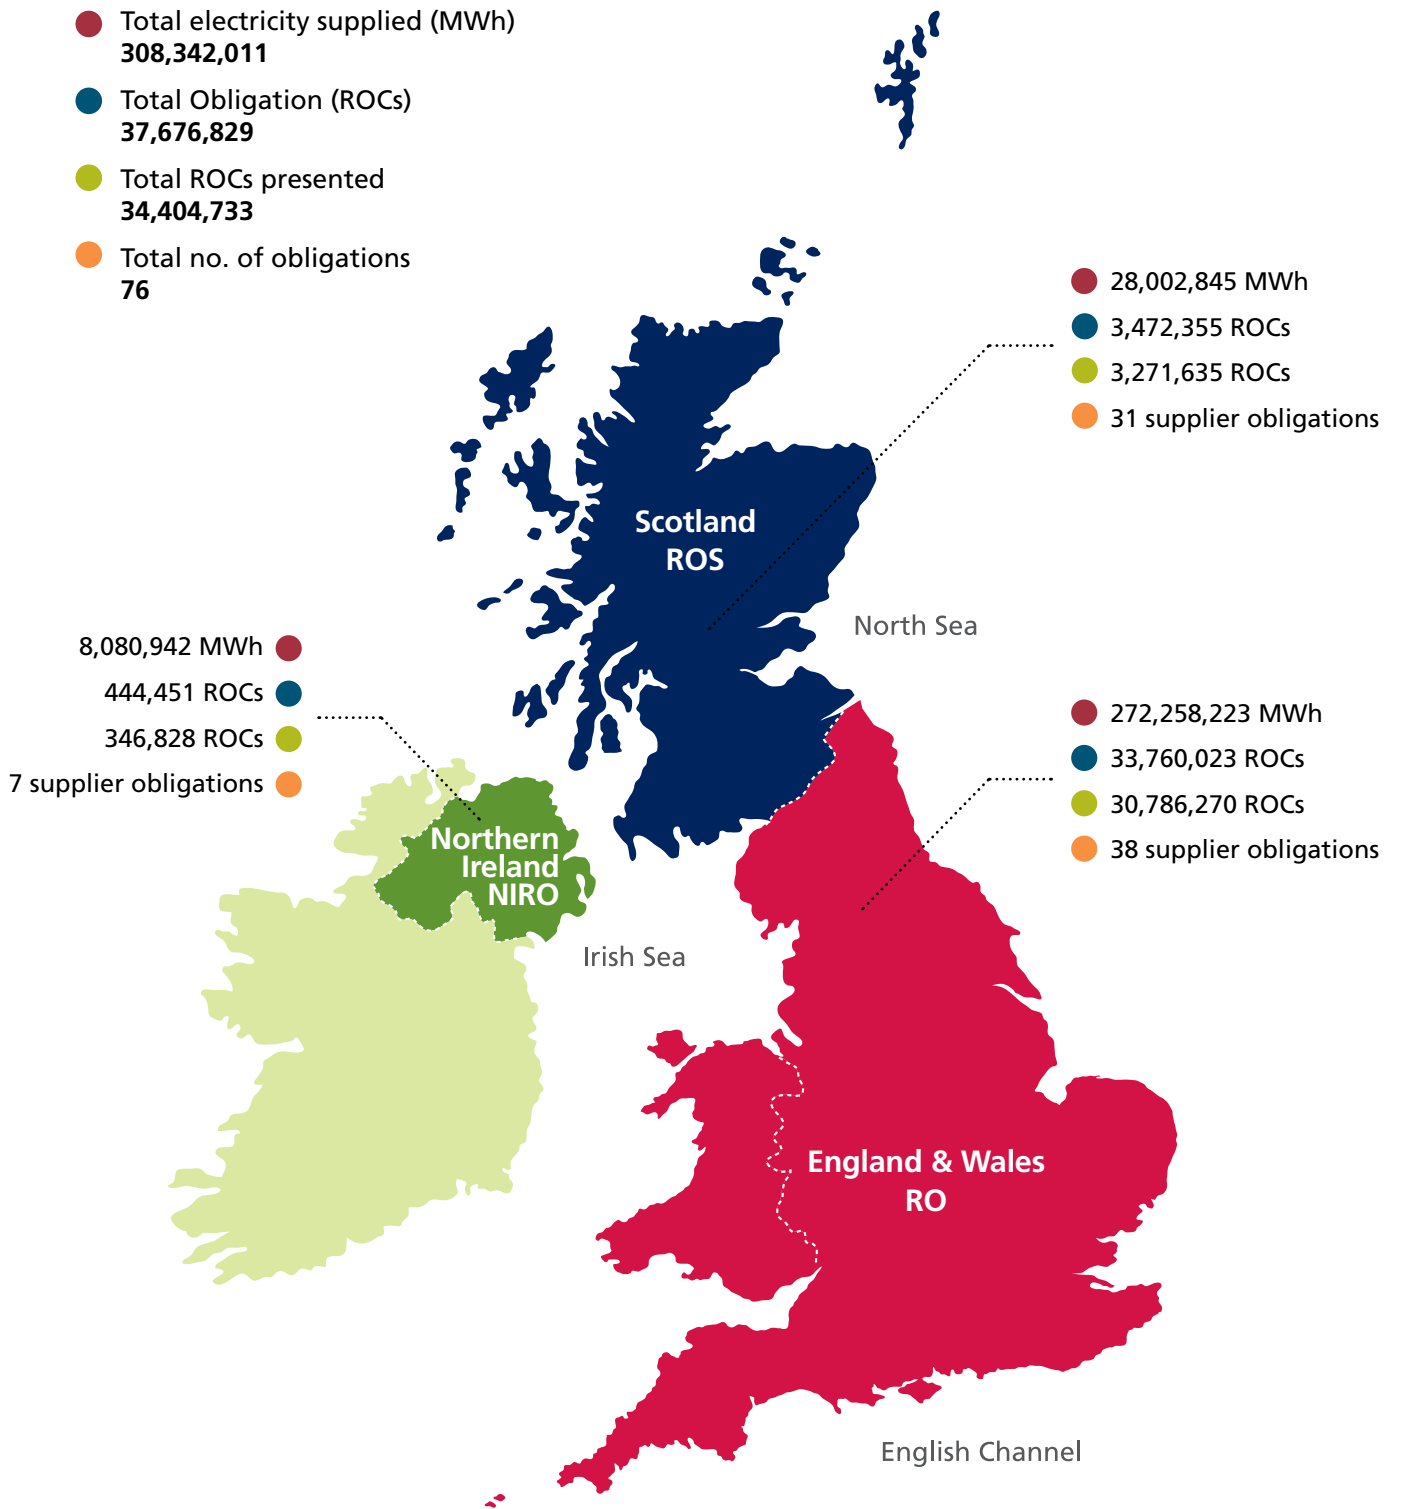 Total electricity supplied (MWh)
308,342,011
Total Obligation (ROCs)
37,676,829
Total ROCs presented
34,404,733
Total no. of obligations
76
28,002,845 MWh
3,472,355 ROCs
3,271,635 ROCs
31 supplier obligations
Scotland
ROS
North Sea
8,080,942 MWh
444,451 ROCs
346,828 ROCs
7 supplier obligations
272,258,223 MWh
33,760,023 ROCs
30,786,270 ROCs
38 supplier obligations
Northern
Ireland
NIRO
Irish Sea
England & Wales
RO
English Channel